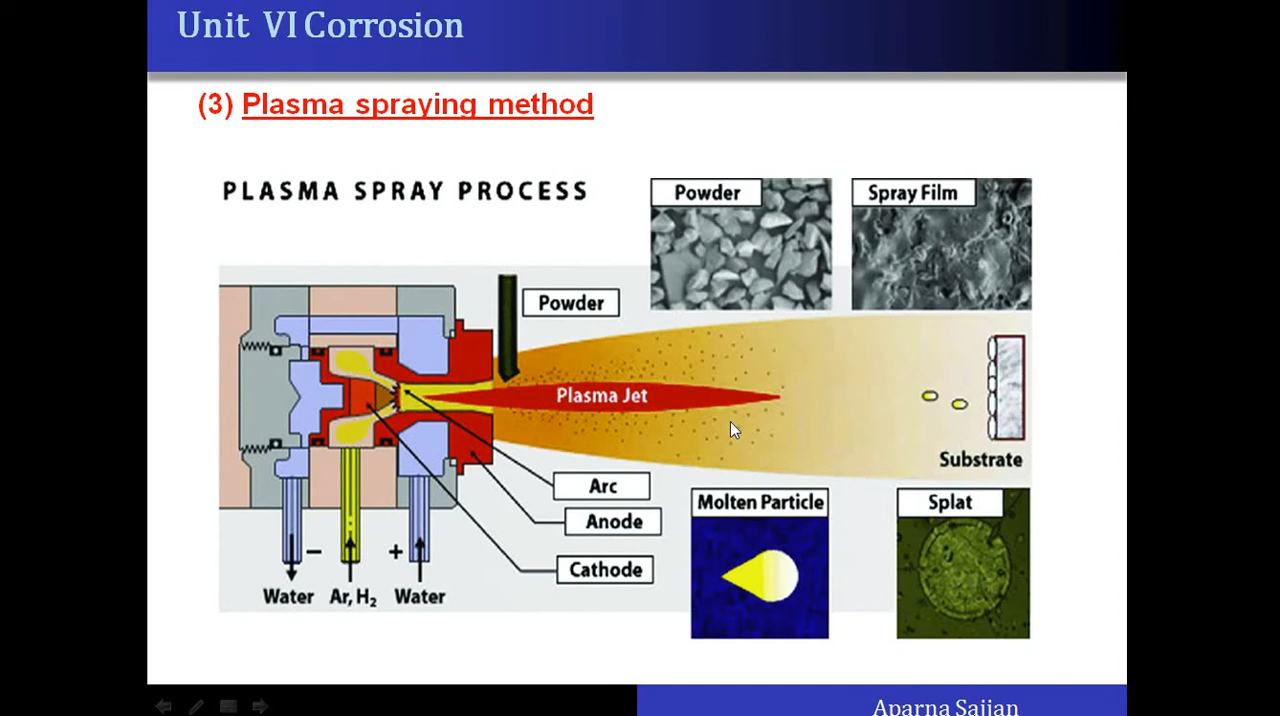 Unit VI Corrosion
(3) Plasma spraying method
PLASMA SPRAY PROCESS
Powder
Spray Film
Powder
Plasma Jet
Substrate
Arc
Anode
Cathode
Molten Particle
Splat
− +
Water Ar, H₂ Water
Aparna Sajjan